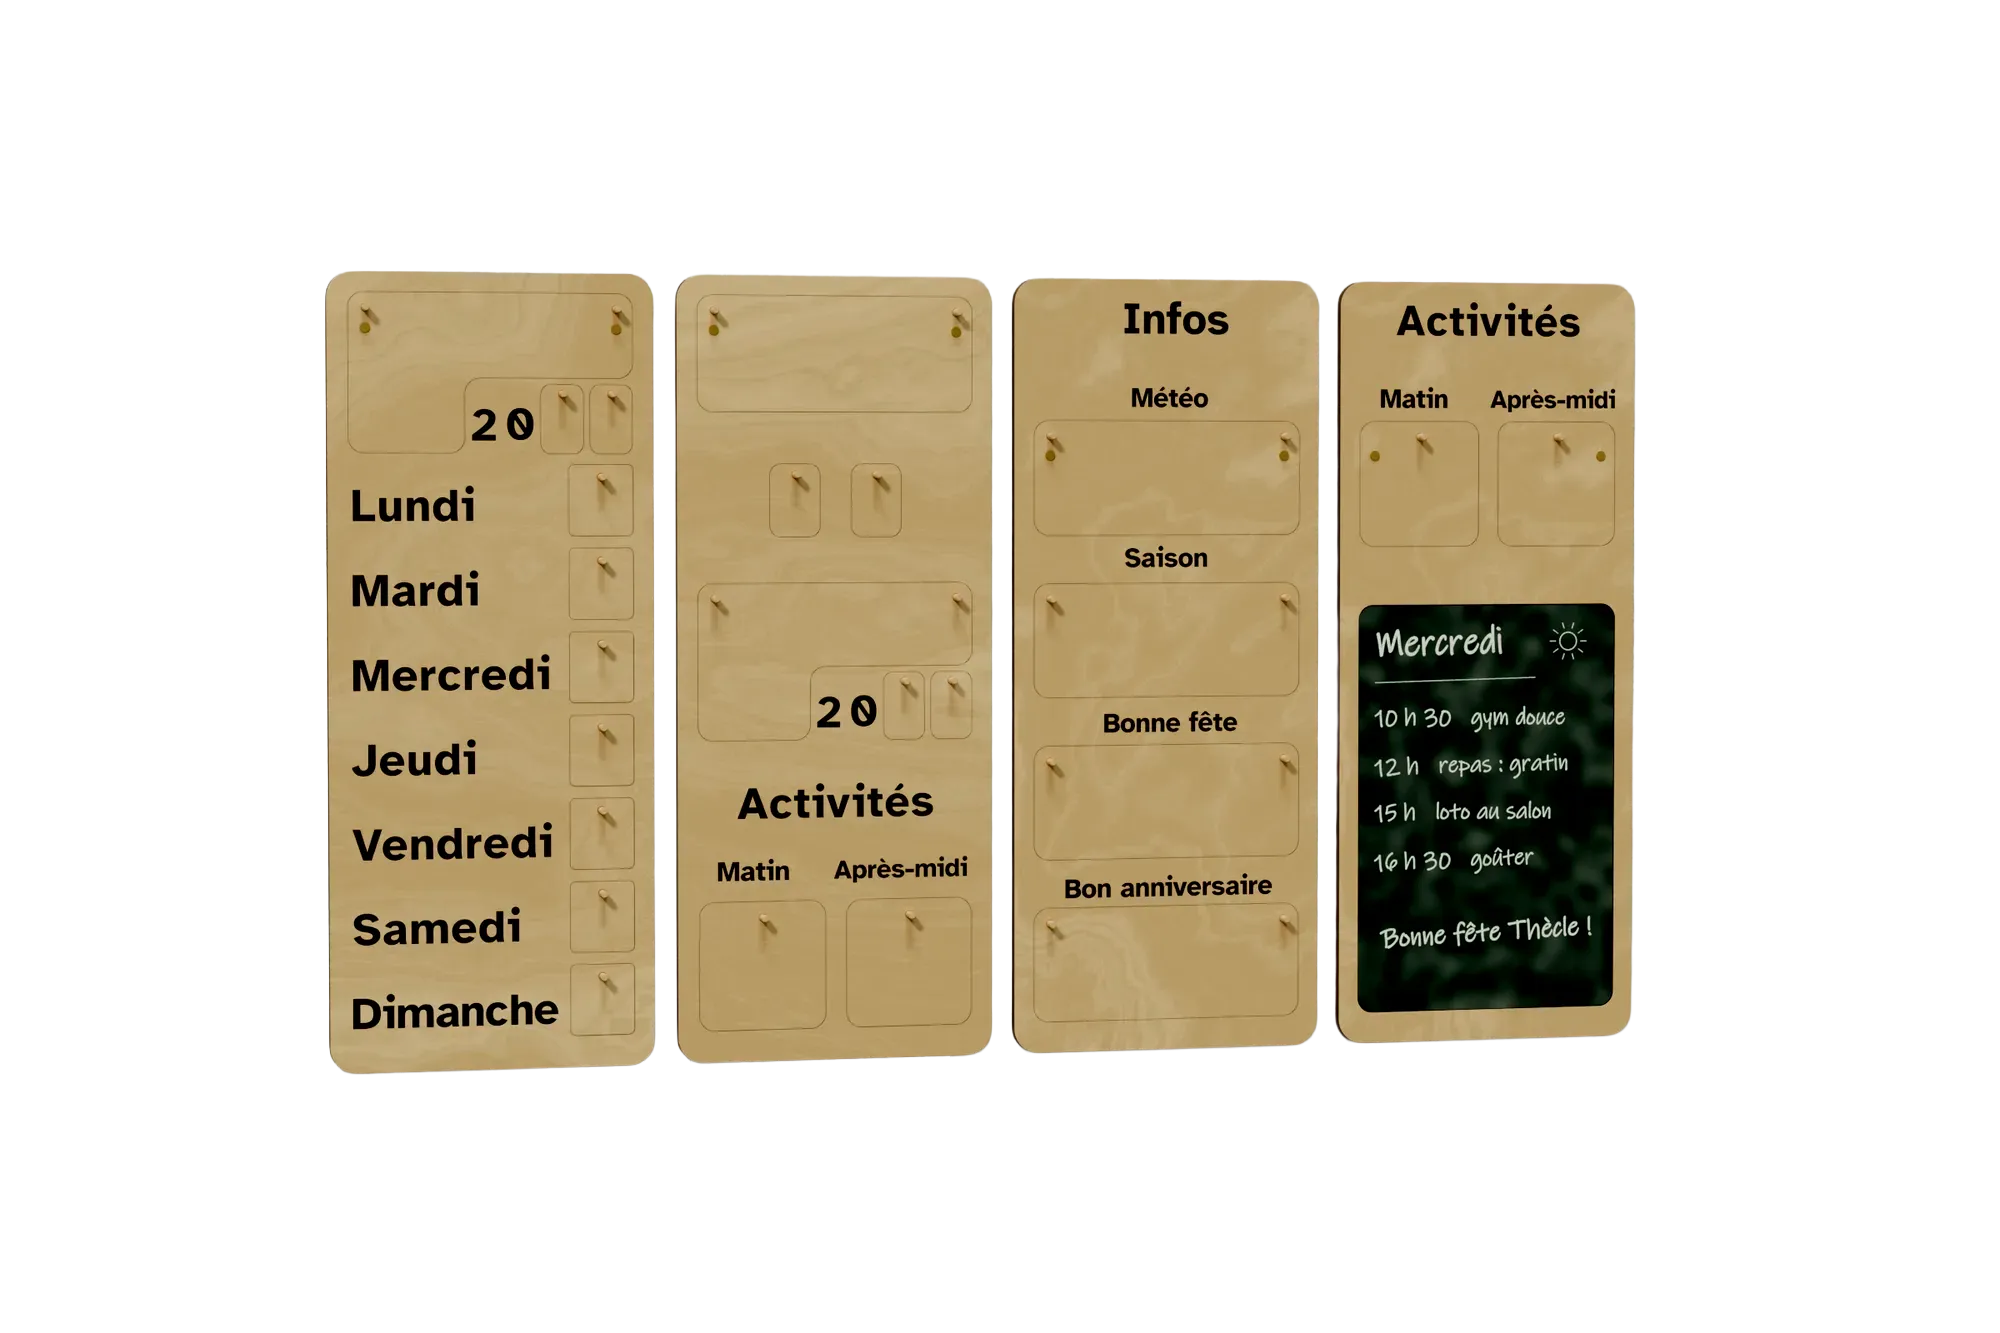 20
Lundi
Mardi
Mercredi
Jeudi
Vendredi
Samedi
Dimanche
20
Activités
Matin Après-midi
Infos
Météo
Saison
Bonne fête
Bon anniversaire
Activités
Matin Après-midi
Mercredi
10 h 30 gym douce
12 h repas : gratin
15 h loto au salon
16 h 30 goûter
Bonne fête Thècle !